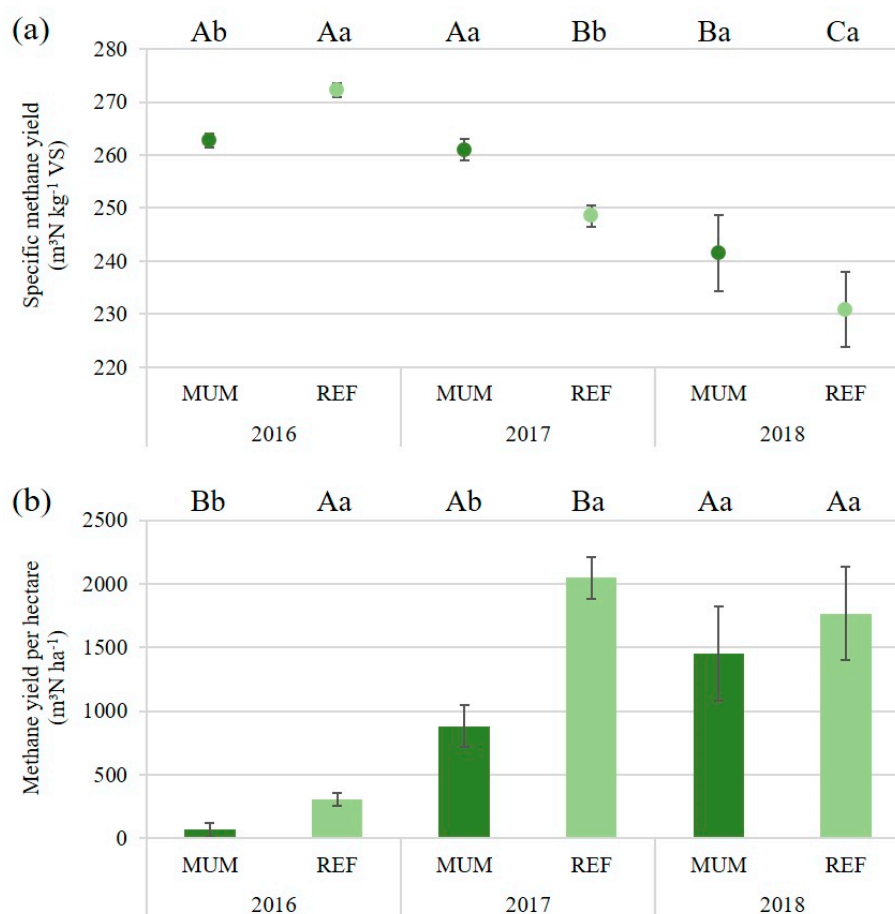 (a)
Ab Aa Aa Bb Ba Ca
Specific methane yield
(m³N kg⁻¹ VS)
280
270
260
250
240
230
220
MUM REF MUM REF MUM REF
2016 2017 2018
(b)
Bb Aa Ab Ba Aa Aa
Methane yield per hectare
(m³N ha⁻¹)
2500
2000
1500
1000
500
0
MUM REF MUM REF MUM REF
2016 2017 2018